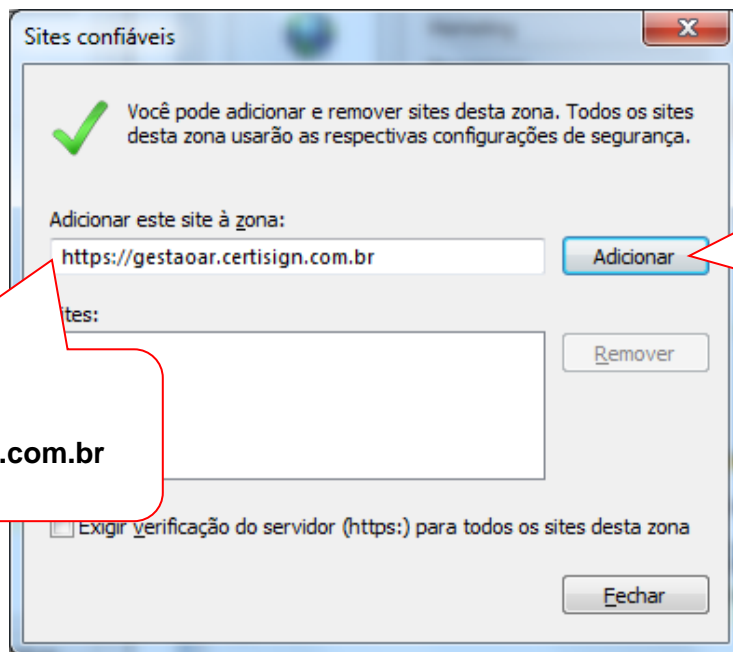 Sites confiáveis
Você pode adicionar e remover sites desta zona. Todos os sites
desta zona usarão as respectivas configurações de segurança.
Adicionar este site à zona:
https://gestaoar.certisign.com.br
Adicionar
ites:
Remover
.com.br
Exigir verificação do servidor (https:) para todos os sites desta zona
Fechar